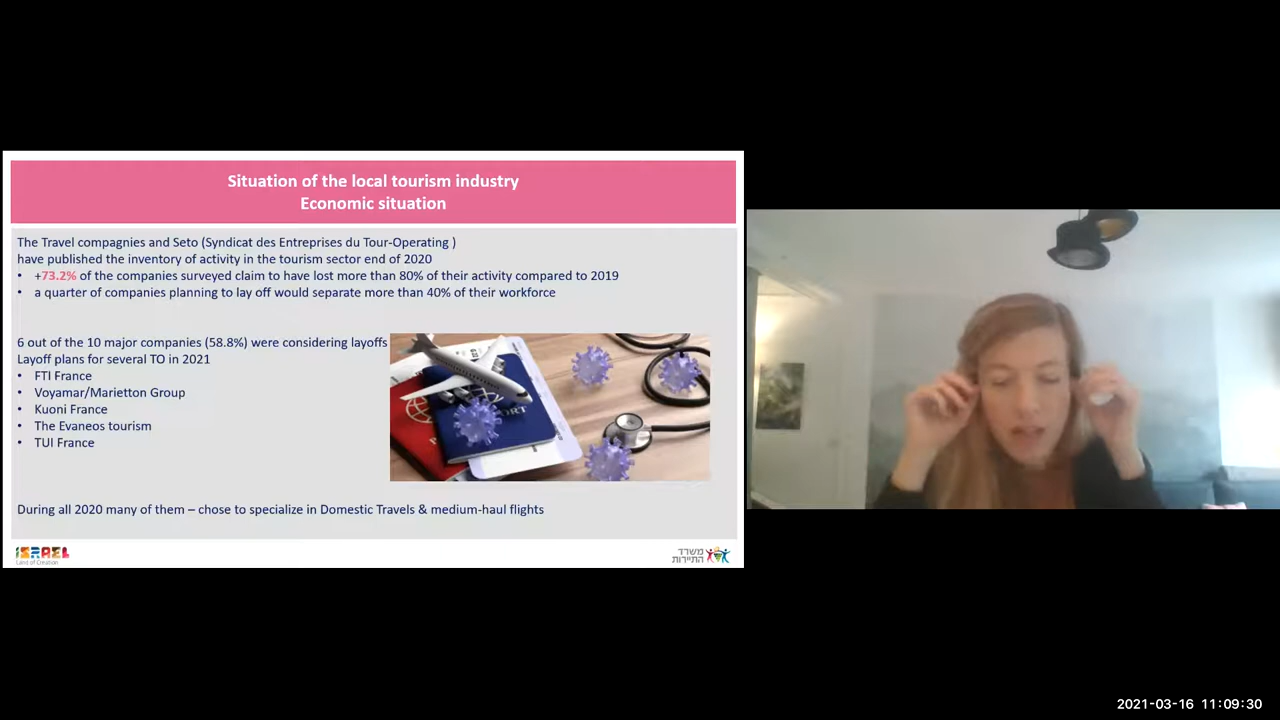 Situation of the local tourism industry
Economic situation
The Travel compagnies and Seto (Syndicat des Entreprises du Tour-Operating )
have published the inventory of activity in the tourism sector end of 2020
• +73.2% of the companies surveyed claim to have lost more than 80% of their activity compared to 2019
• a quarter of companies planning to lay off would separate more than 40% of their workforce
6 out of the 10 major companies (58.8%) were considering layoffs
Layoff plans for several TO in 2021
• FTI France
• Voyamar/Marietton Group
• Kuoni France
• The Evaneos tourism
• TUI France
During all 2020 many of them – chose to specialize in Domestic Travels & medium-haul flights
ISRAEL
Land of Creation
משרד
התיירות
2021-03-16 11:09:30